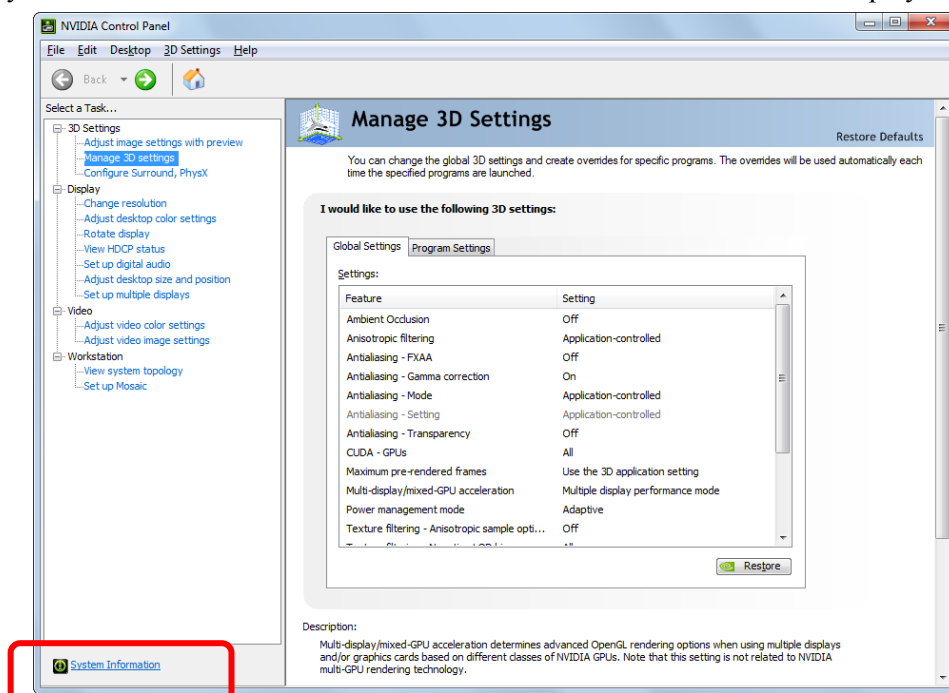 NVIDIA Control Panel
File Edit Desktop 3D Settings Help
Back
Select a Task...
3D Settings
Adjust image settings with preview
Manage 3D settings
Configure Surround, PhysX
Display
Change resolution
Adjust desktop color settings
Rotate display
View HDCP status
Set up digital audio
Adjust desktop size and position
Set up multiple displays
Video
Adjust video color settings
Adjust video image settings
Workstation
View system topology
Set up Mosaic
System Information
Manage 3D Settings
Restore Defaults
You can change the global 3D settings and create overrides for specific programs. The overrides will be used automatically each
time the specified programs are launched.
I would like to use the following 3D settings:
Global Settings Program Settings
Settings:
Feature Setting
Ambient Occlusion Off
Anisotropic filtering Application-controlled
Antialiasing - FXAA Off
Antialiasing - Gamma correction On
Antialiasing - Mode Application-controlled
Antialiasing - Setting Application-controlled
Antialiasing - Transparency Off
CUDA - GPUs All
Maximum pre-rendered frames Use the 3D application setting
Multi-display/mixed-GPU acceleration Multiple display performance mode
Power management mode Adaptive
Texture filtering - Anisotropic sample opti... Off
Restore
Description:
Multi-display/mixed-GPU acceleration determines advanced OpenGL rendering options when using multiple displays
and/or graphics cards based on different classes of NVIDIA GPUs. Note that this setting is not related to NVIDIA
multi-GPU rendering technology.